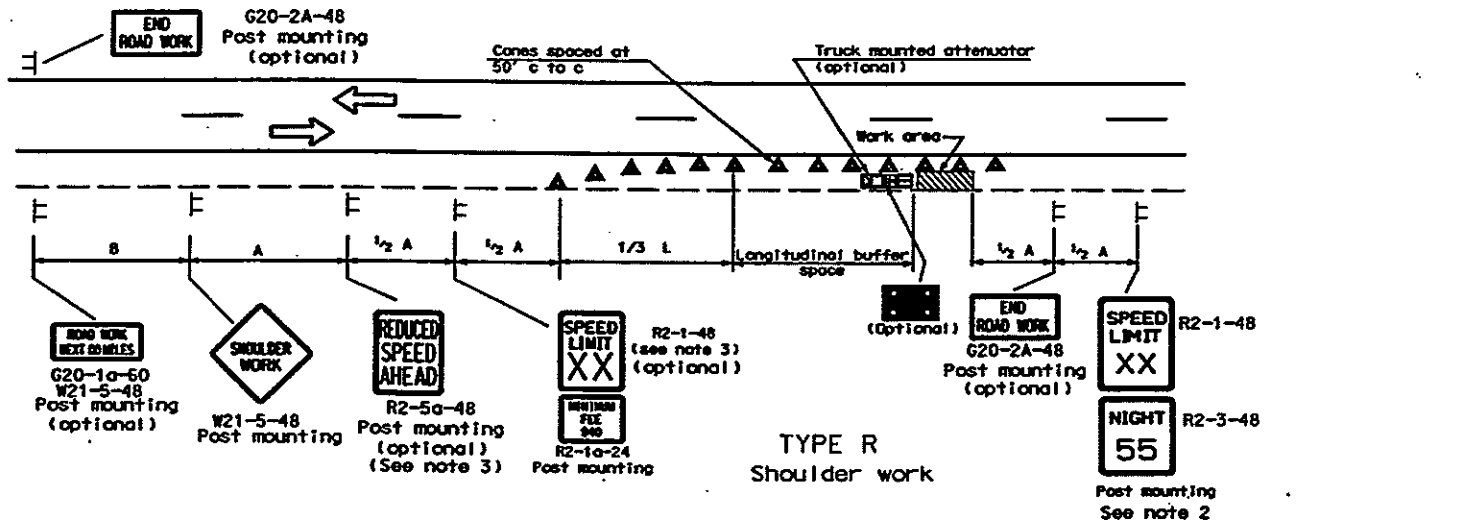 END
ROAD WORK
G20-2A-48
Post mounting
(optional)
Cones spaced at
50' c to c
Truck mounted attenuator
(optional)
Work area
B
A
1/2 A
1/2 A
1/3 L
Longitudinal buffer
space
1/2 A
1/2 A
ROAD WORK
NEXT 00 MILES
G20-1a-60
W21-5-48
Post mounting
(optional)
SHOULDER
WORK
W21-5-48
Post mounting
REDUCED
SPEED
AHEAD
R2-5a-48
Post mounting
(optional)
(See note 3)
SPEED
LIMIT
XX
R2-1-48
(see note 3)
(optional)
MINIMUM
FEE
$40
R2-1a-24
Post mounting
TYPE R
Shoulder work
(Optional)
END
ROAD WORK
G20-2A-48
Post mounting
(optional)
SPEED
LIMIT
XX
R2-1-48
NIGHT
55
R2-3-48
Post mounting
See note 2